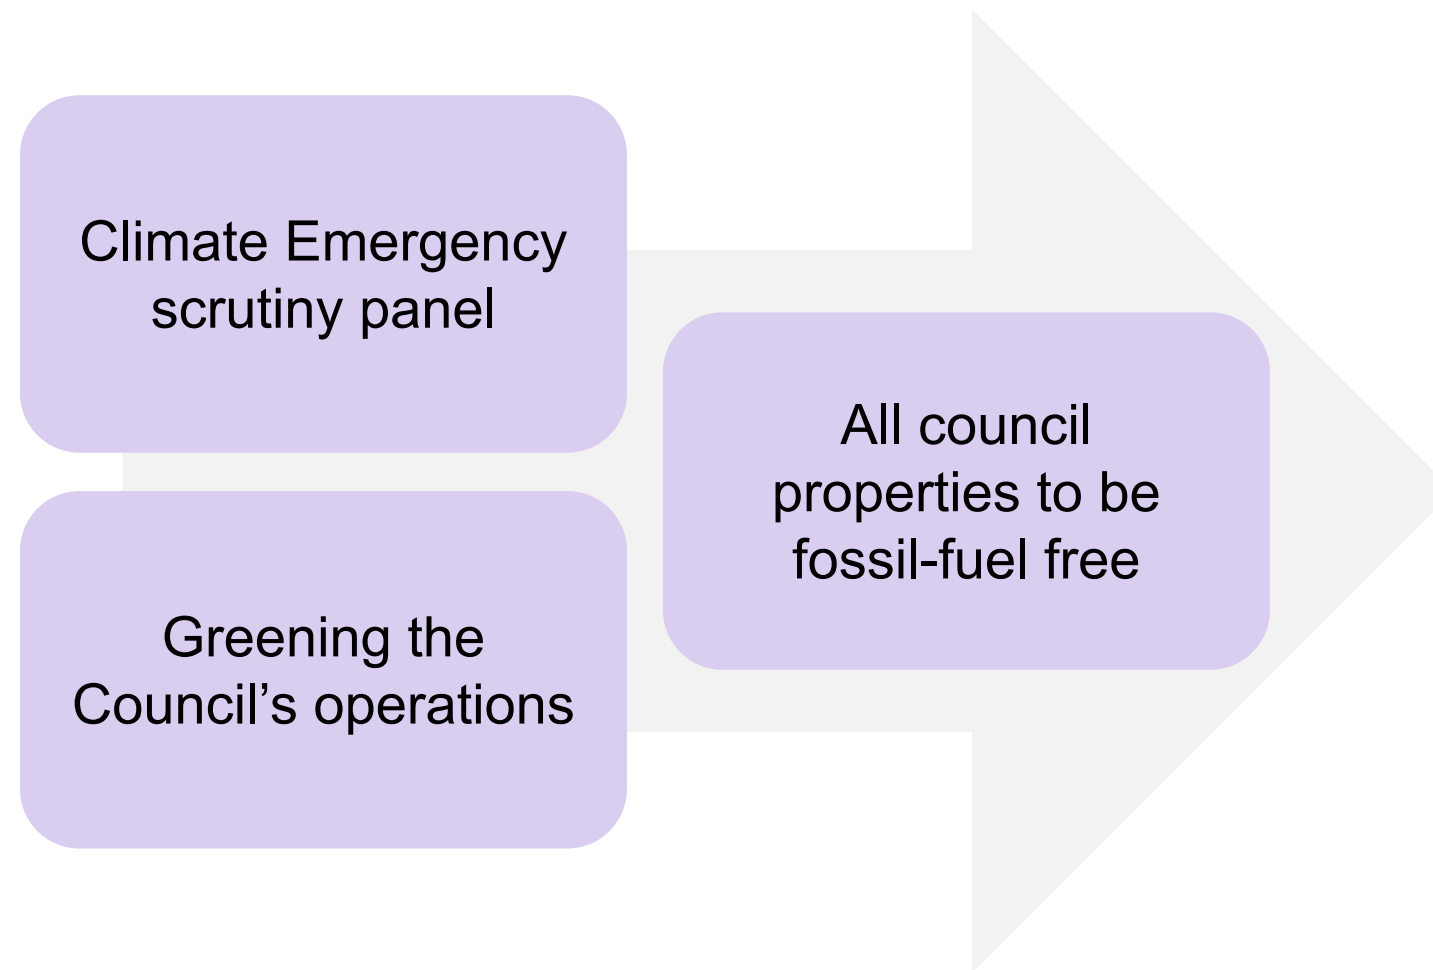 Climate Emergency
scrutiny panel
Greening the
Council’s operations
All council
properties to be
fossil-fuel free